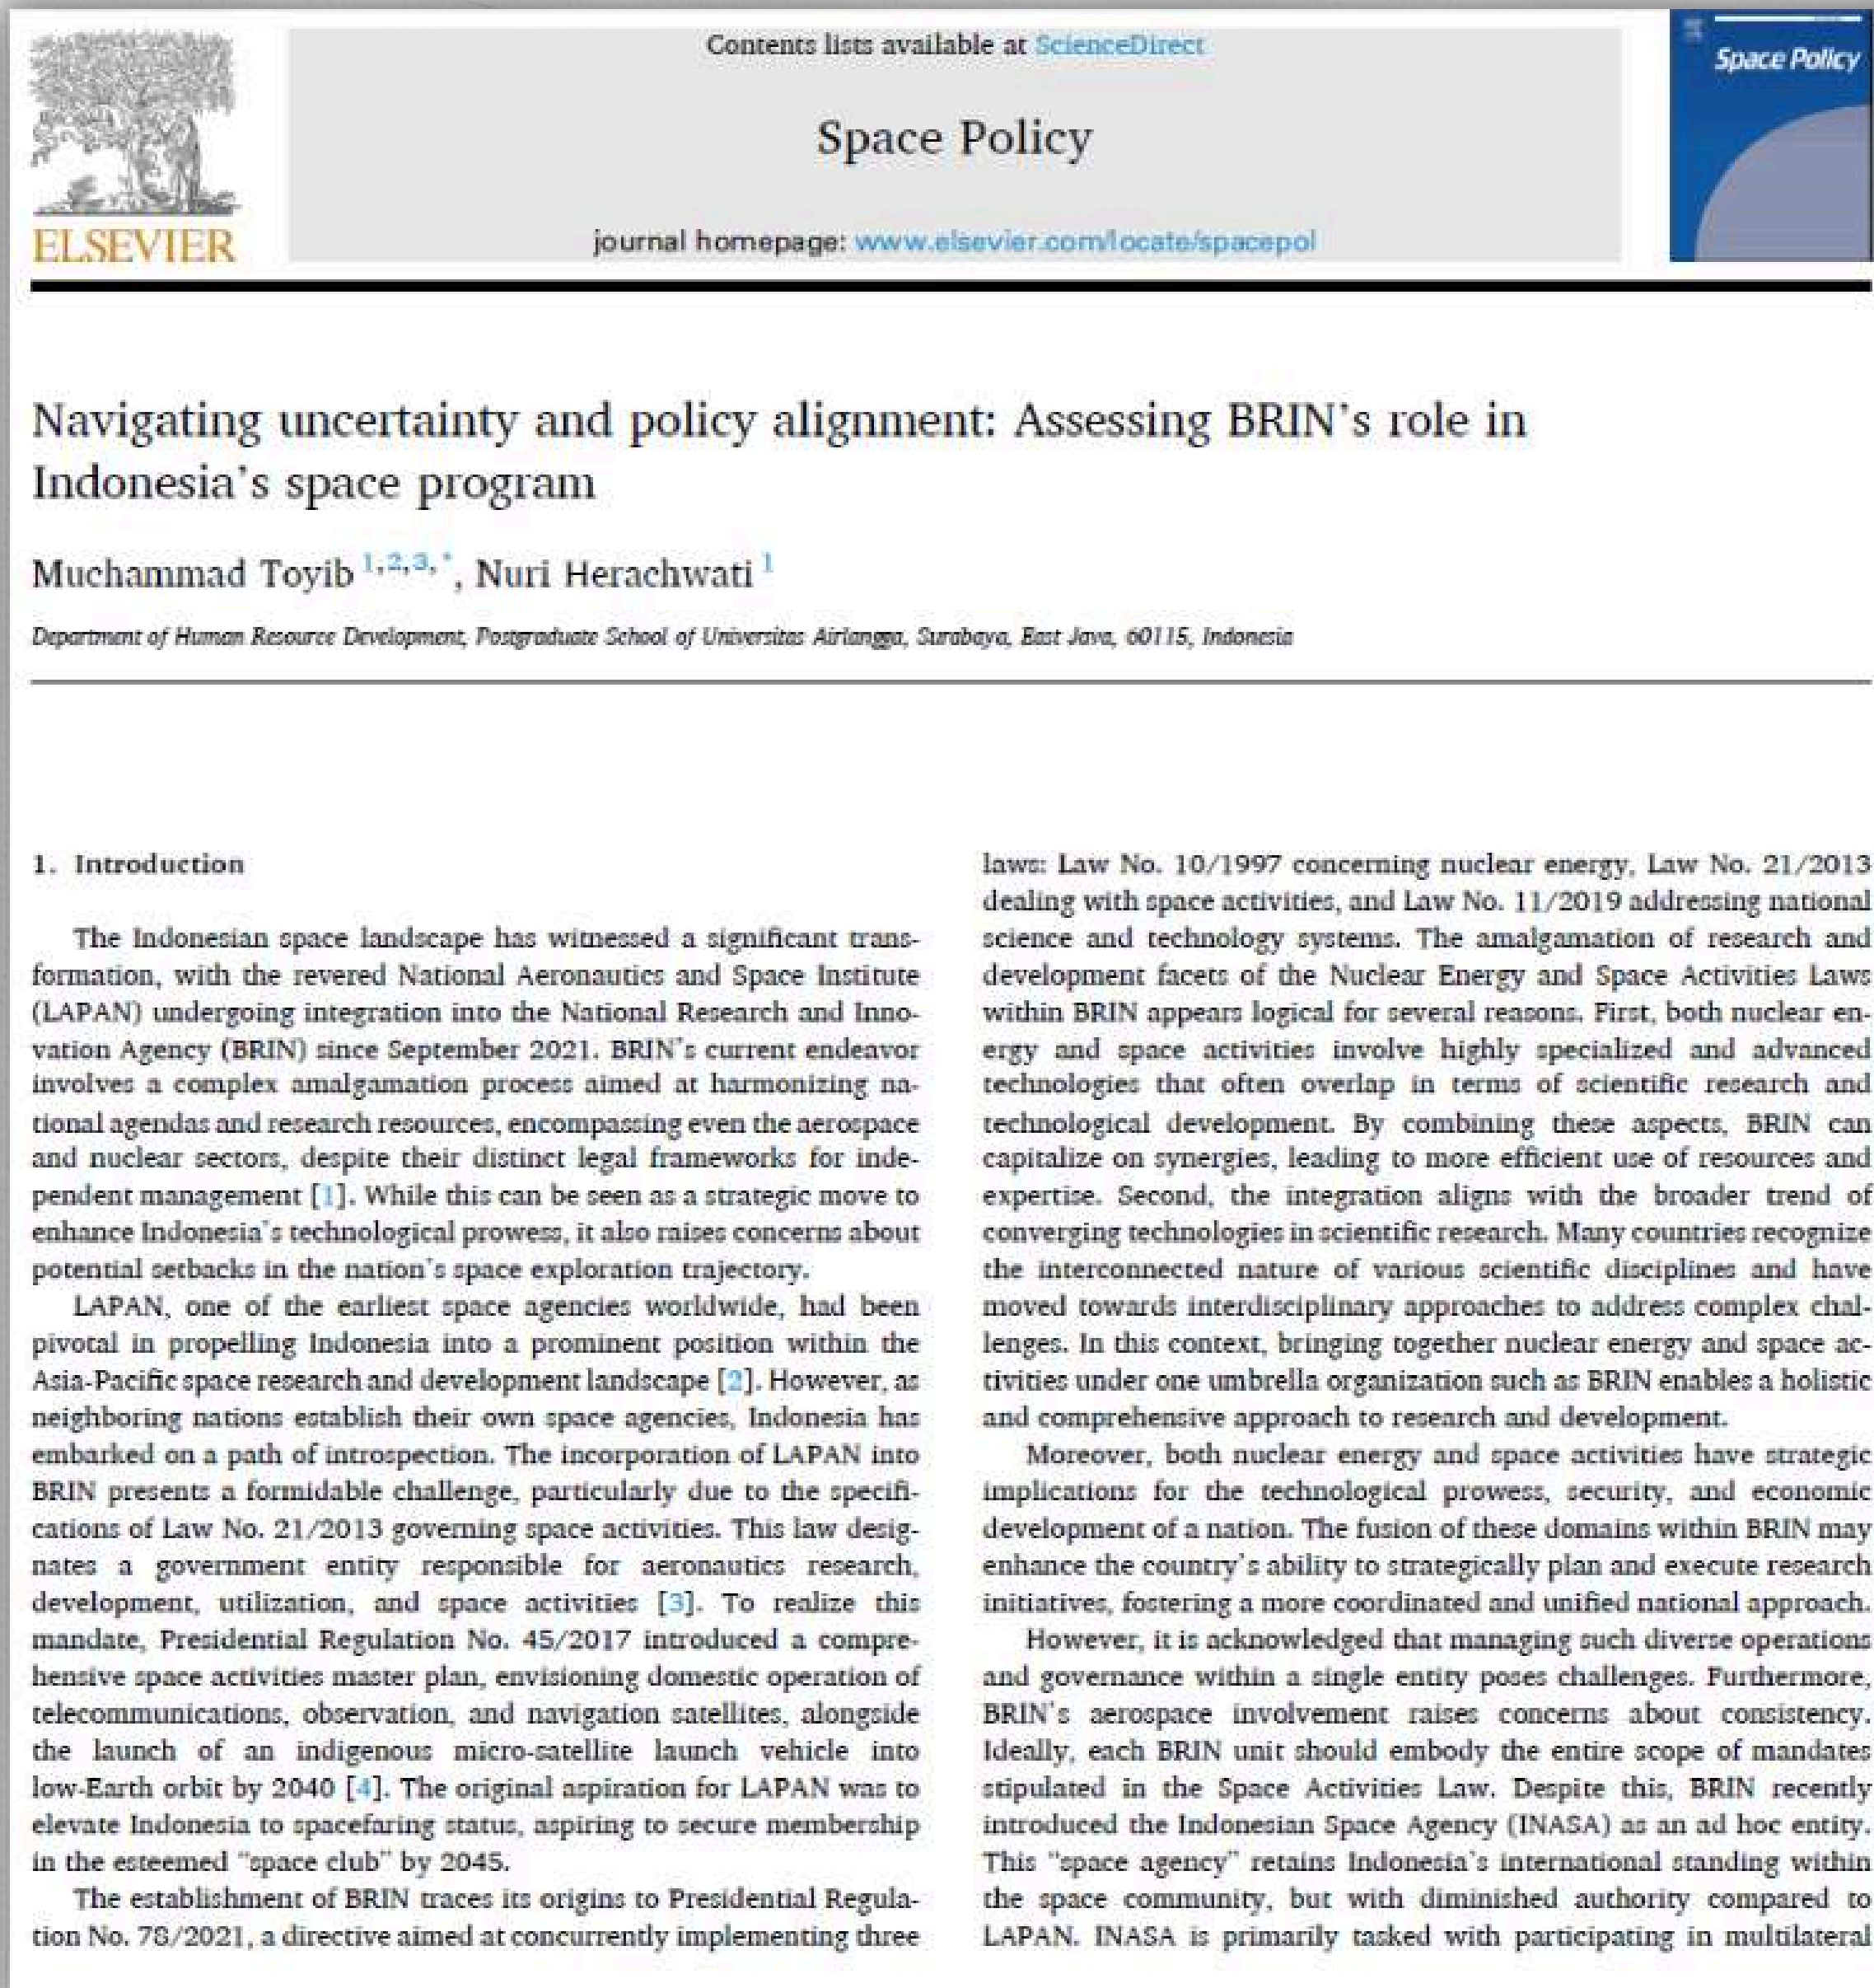 Contents lists available at ScienceDirect
Space Policy
journal homepage: www.elsevier.com/locate/spacepol
ELSEVIER
Space Policy
Navigating uncertainty and policy alignment: Assessing BRIN's role in
Indonesia's space program
Muchammad Toyib 1,2,3,*, Nuri Herachwati 1
Department of Human Resource Development, Postgraduate School of Universitas Airlangga, Surabaya, East Java, 60115, Indonesia
1. Introduction
The Indonesian space landscape has witnessed a significant trans-
formation, with the revered National Aeronautics and Space Institute
(LAPAN) undergoing integration into the National Research and Inno-
vation Agency (BRIN) since September 2021. BRIN's current endeavor
involves a complex amalgamation process aimed at harmonizing na-
tional agendas and research resources, encompassing even the aerospace
and nuclear sectors, despite their distinct legal frameworks for inde-
pendent management [1]. While this can be seen as a strategic move to
enhance Indonesia's technological prowess, it also raises concerns about
potential setbacks in the nation's space exploration trajectory.
LAPAN, one of the earliest space agencies worldwide, had been
pivotal in propelling Indonesia into a prominent position within the
Asia-Pacific space research and development landscape [2]. However, as
neighboring nations establish their own space agencies, Indonesia has
embarked on a path of introspection. The incorporation of LAPAN into
BRIN presents a formidable challenge, particularly due to the specifi-
cations of Law No. 21/2013 governing space activities. This law desig-
nates a government entity responsible for aeronautics research,
development, utilization, and space activities [3]. To realize this
mandate, Presidential Regulation No. 45/2017 introduced a compre-
hensive space activities master plan, envisioning domestic operation of
telecommunications, observation, and navigation satellites, alongside
the launch of an indigenous micro-satellite launch vehicle into
low-Earth orbit by 2040 [4]. The original aspiration for LAPAN was to
elevate Indonesia to spacefaring status, aspiring to secure membership
in the esteemed "space club" by 2045.
The establishment of BRIN traces its origins to Presidential Regula-
tion No. 78/2021, a directive aimed at concurrently implementing three
laws: Law No. 10/1997 concerning nuclear energy, Law No. 21/2013
dealing with space activities, and Law No. 11/2019 addressing national
science and technology systems. The amalgamation of research and
development facets of the Nuclear Energy and Space Activities Laws
within BRIN appears logical for several reasons. First, both nuclear en-
ergy and space activities involve highly specialized and advanced
technologies that often overlap in terms of scientific research and
technological development. By combining these aspects, BRIN can
capitalize on synergies, leading to more efficient use of resources and
expertise. Second, the integration aligns with the broader trend of
converging technologies in scientific research. Many countries recognize
the interconnected nature of various scientific disciplines and have
moved towards interdisciplinary approaches to address complex chal-
lenges. In this context, bringing together nuclear energy and space ac-
tivities under one umbrella organization such as BRIN enables a holistic
and comprehensive approach to research and development.
Moreover, both nuclear energy and space activities have strategic
implications for the technological prowess, security, and economic
development of a nation. The fusion of these domains within BRIN may
enhance the country's ability to strategically plan and execute research
initiatives, fostering a more coordinated and unified national approach.
However, it is acknowledged that managing such diverse operations
and governance within a single entity poses challenges. Furthermore,
BRIN's aerospace involvement raises concerns about consistency.
Ideally, each BRIN unit should embody the entire scope of mandates
stipulated in the Space Activities Law. Despite this, BRIN recently
introduced the Indonesian Space Agency (INASA) as an ad hoc entity.
This "space agency" retains Indonesia's international standing within
the space community, but with diminished authority compared to
LAPAN. INASA is primarily tasked with participating in multilateral